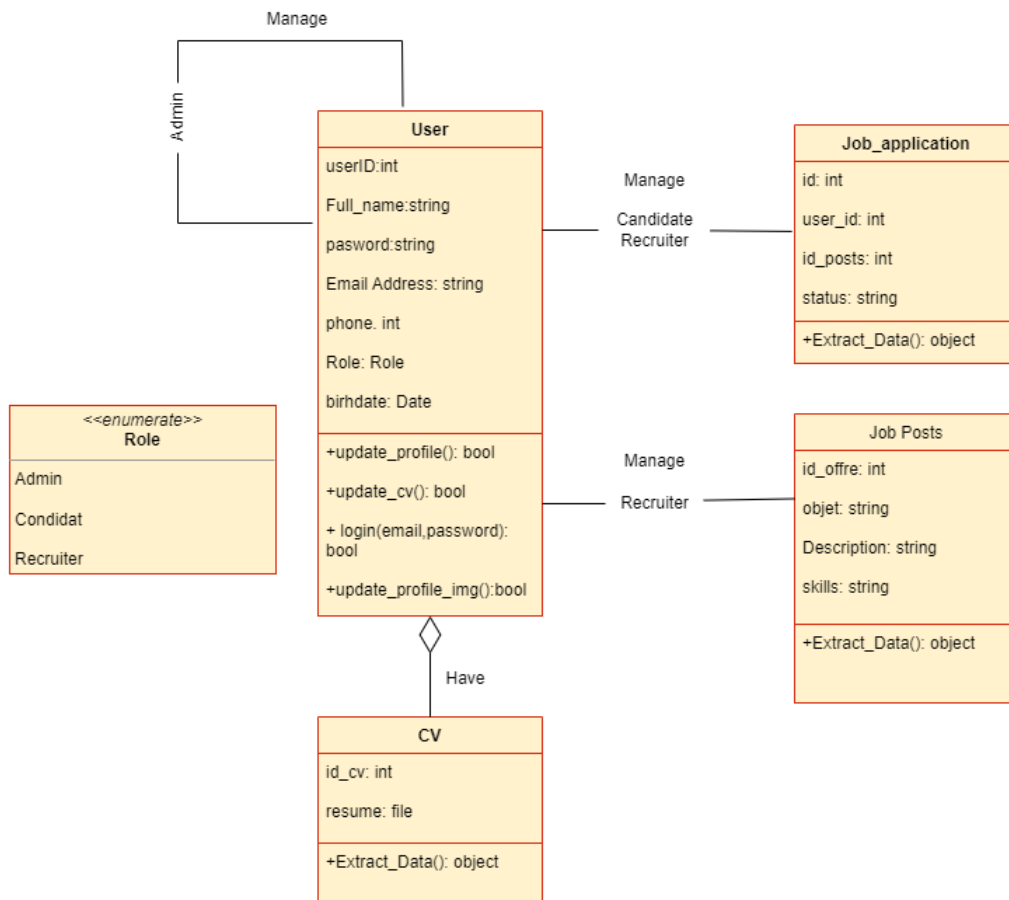 Manage
Admin
User
userID:int
Full_name:string
pasword:string
Email Address: string
phone. int
Role: Role
birhdate: Date
+update_profile(): bool
+update_cv(): bool
+ login(email,password):
bool
+update_profile_img():bool
Manage
Candidate
Recruiter
Job_application
id: int
user_id: int
id_posts: int
status: string
+Extract_Data(): object
<<enumerate>>
Role
Admin
Condidat
Recruiter
Manage
Recruiter
Job Posts
id_offre: int
objet: string
Description: string
skills: string
+Extract_Data(): object
Have
CV
id_cv: int
resume: file
+Extract_Data(): object